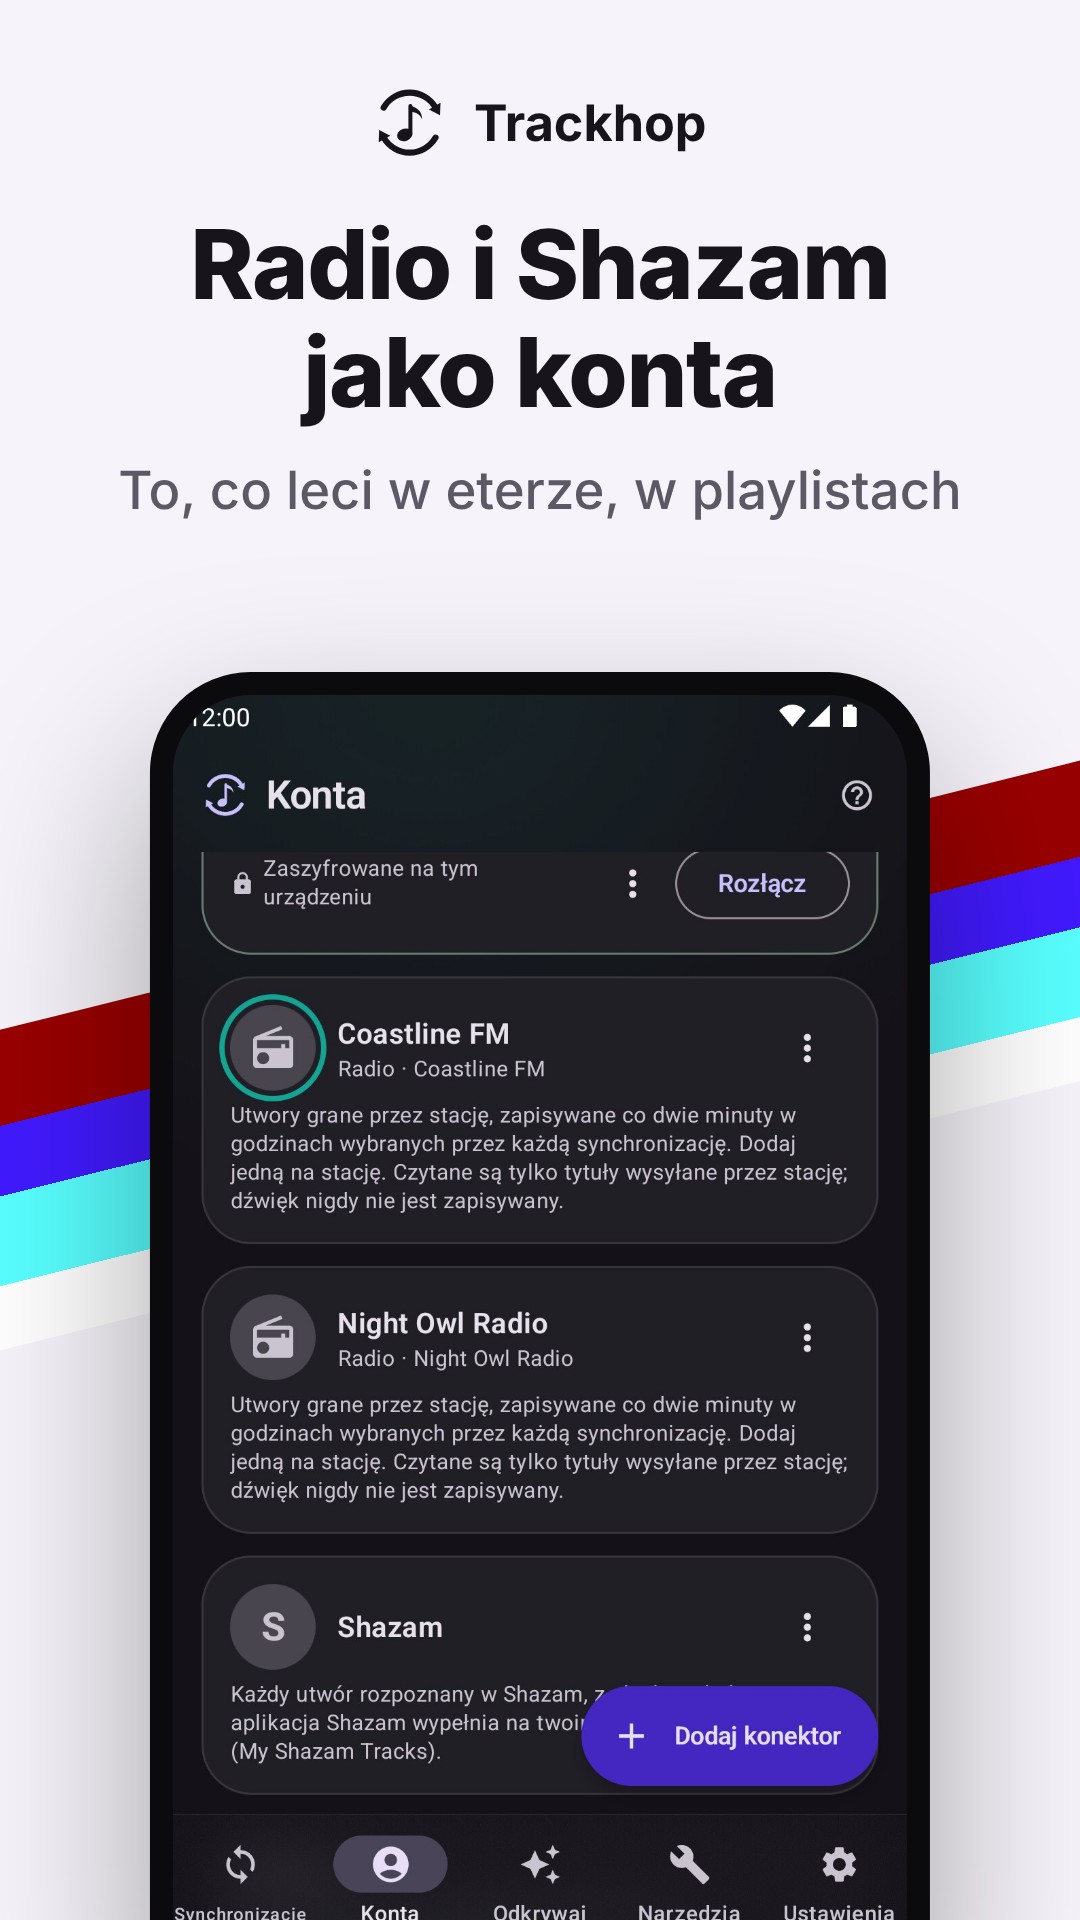 Trackhop
Radio i Shazam
jako konta
To, co leci w eterze, w playlistach
12:00
Konta
Zaszyfrowane na tym
urządzeniu
Rozłącz
Coastline FM
Radio · Coastline FM
Utwory grane przez stację, zapisywane co dwie minuty w
godzinach wybranych przez każdą synchronizację. Dodaj
jedną na stację. Czytane są tylko tytuły wysyłane przez stację;
dźwięk nigdy nie jest zapisywany.
Night Owl Radio
Radio · Night Owl Radio
Utwory grane przez stację, zapisywane co dwie minuty w
godzinach wybranych przez każdą synchronizację. Dodaj
jedną na stację. Czytane są tylko tytuły wysyłane przez stację;
dźwięk nigdy nie jest zapisywany.
S
Shazam
Każdy utwór rozpoznany w Shazam,
aplikacja Shazam wypełnia na
(My Shazam Tracks).
Dodaj konektor
Synchronizacje
Konta
Odkrywaj
Narzędzia
Ustawienia